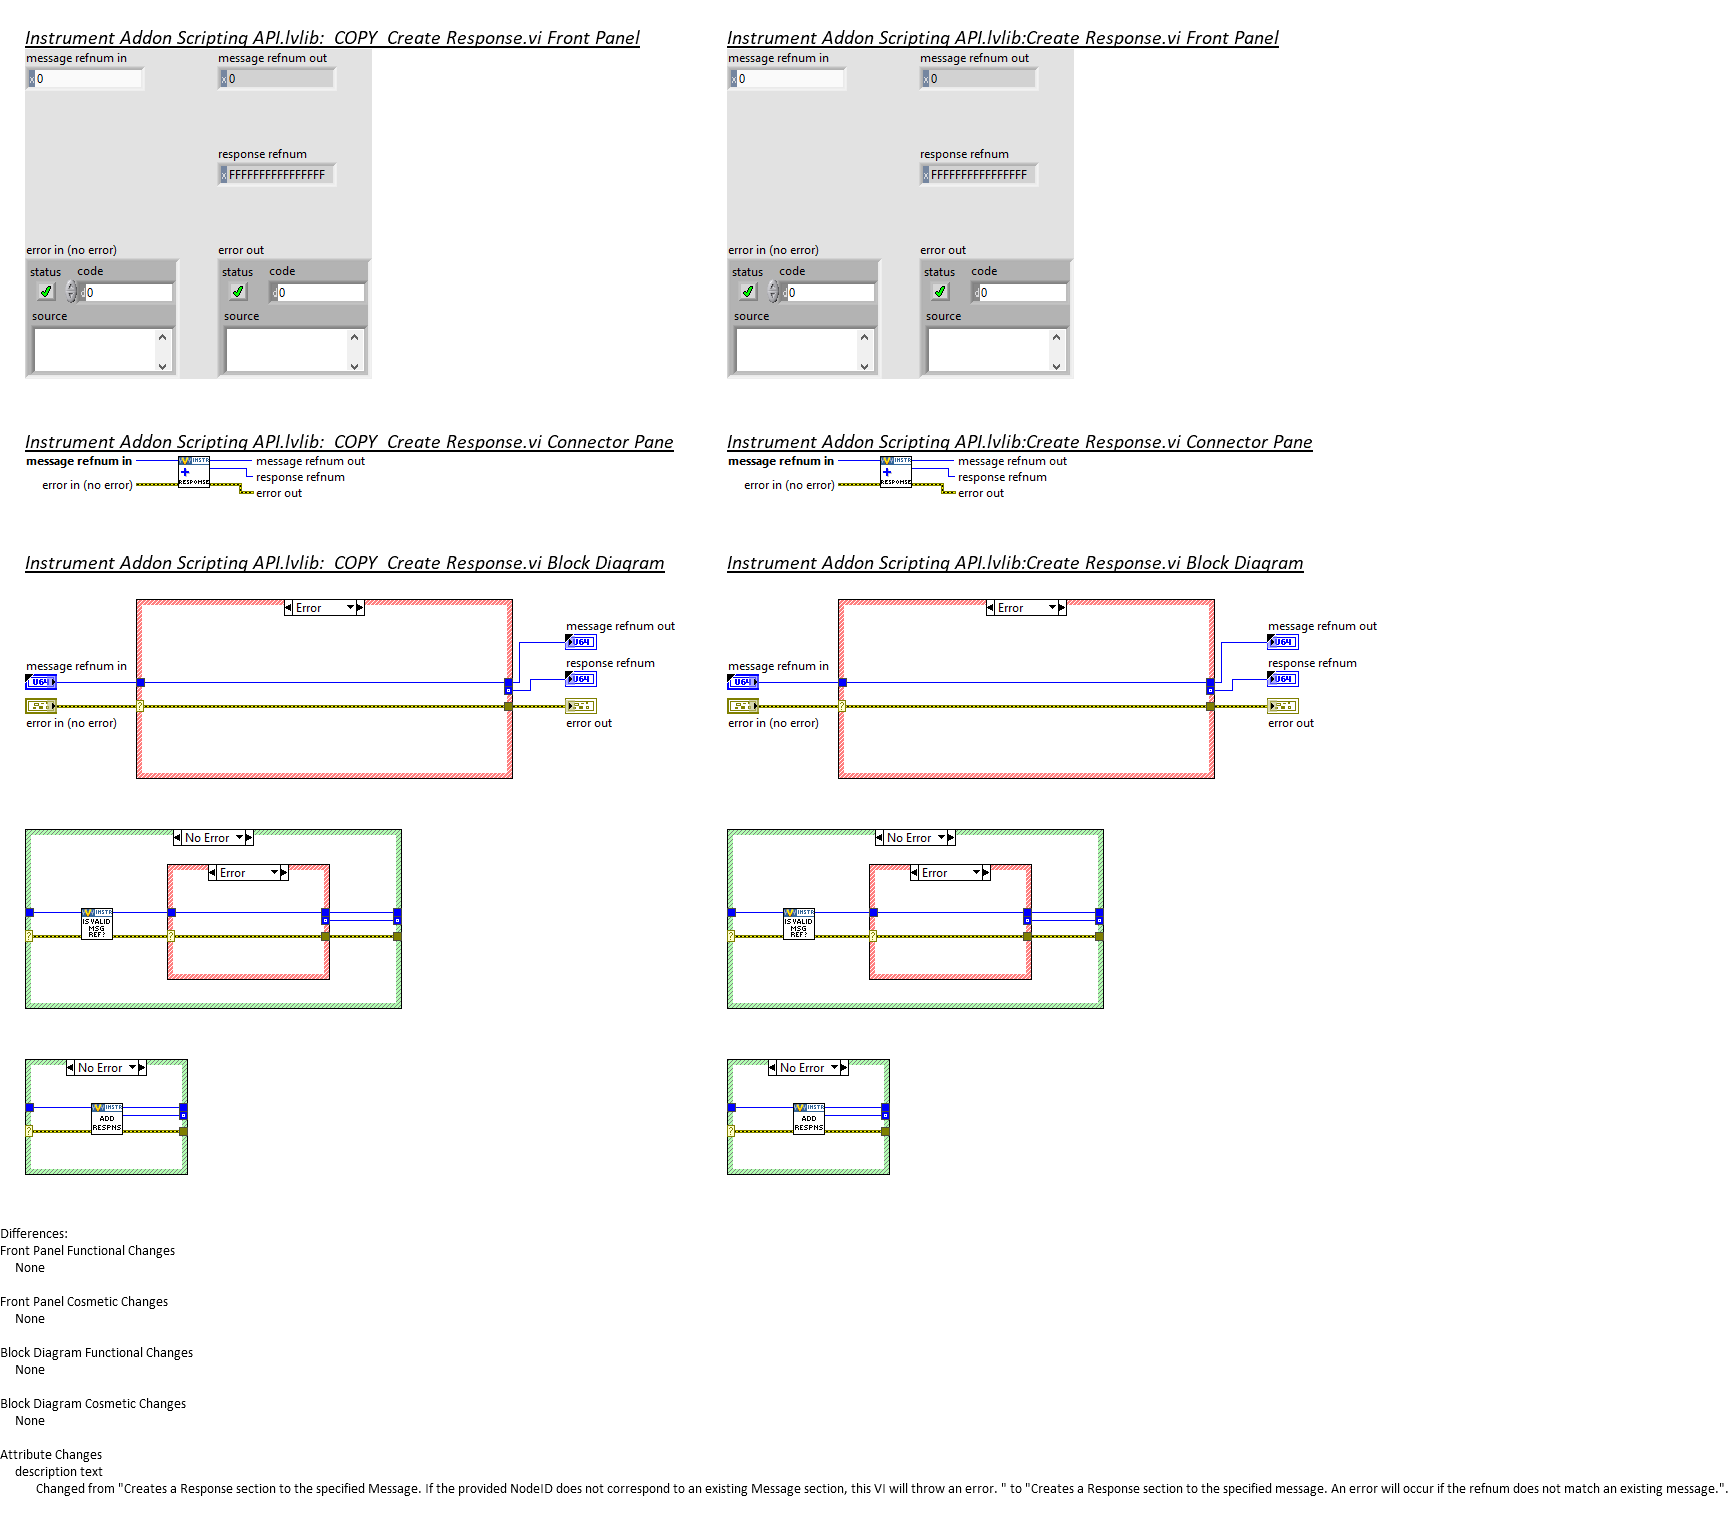 Instrument Addon Scripting API.lvlib:_COPY_Create Response.vi Front Panel
message refnum in
message refnum out
x 0
x 0
response refnum
x FFFFFFFFFFFFFFFF
error in (no error)
error out
status code
status code
d 0
d 0
source
source
Instrument Addon Scripting API.lvlib:Create Response.vi Front Panel
message refnum in
message refnum out
x 0
x 0
response refnum
x FFFFFFFFFFFFFFFF
error in (no error)
error out
status code
status code
d 0
d 0
source
source
Instrument Addon Scripting API.lvlib:_COPY_Create Response.vi Connector Pane
message refnum in
INSTR
RESPONSE
message refnum out
response refnum
error in (no error)
error out
Instrument Addon Scripting API.lvlib:Create Response.vi Connector Pane
message refnum in
INSTR
RESPONSE
message refnum out
response refnum
error in (no error)
error out
Instrument Addon Scripting API.lvlib:_COPY_Create Response.vi Block Diagram
Error
message refnum out
U64
message refnum in
U64
response refnum
U64
?
error in (no error)
error out
Instrument Addon Scripting API.lvlib:Create Response.vi Block Diagram
Error
message refnum out
U64
message refnum in
U64
response refnum
U64
?
error in (no error)
error out
No Error
Error
INSTR
IS VALID
MSG
REF?
?
?
No Error
Error
INSTR
IS VALID
MSG
REF?
?
?
No Error
INSTR
ADD
RESPNS
?
No Error
INSTR
ADD
RESPNS
?
Differences:
Front Panel Functional Changes
None
Front Panel Cosmetic Changes
None
Block Diagram Functional Changes
None
Block Diagram Cosmetic Changes
None
Attribute Changes
description text
Changed from "Creates a Response section to the specified Message. If the provided NodeID does not correspond to an existing Message section, this VI will throw an error. " to "Creates a Response section to the specified message. An error will occur if the refnum does not match an existing message.".